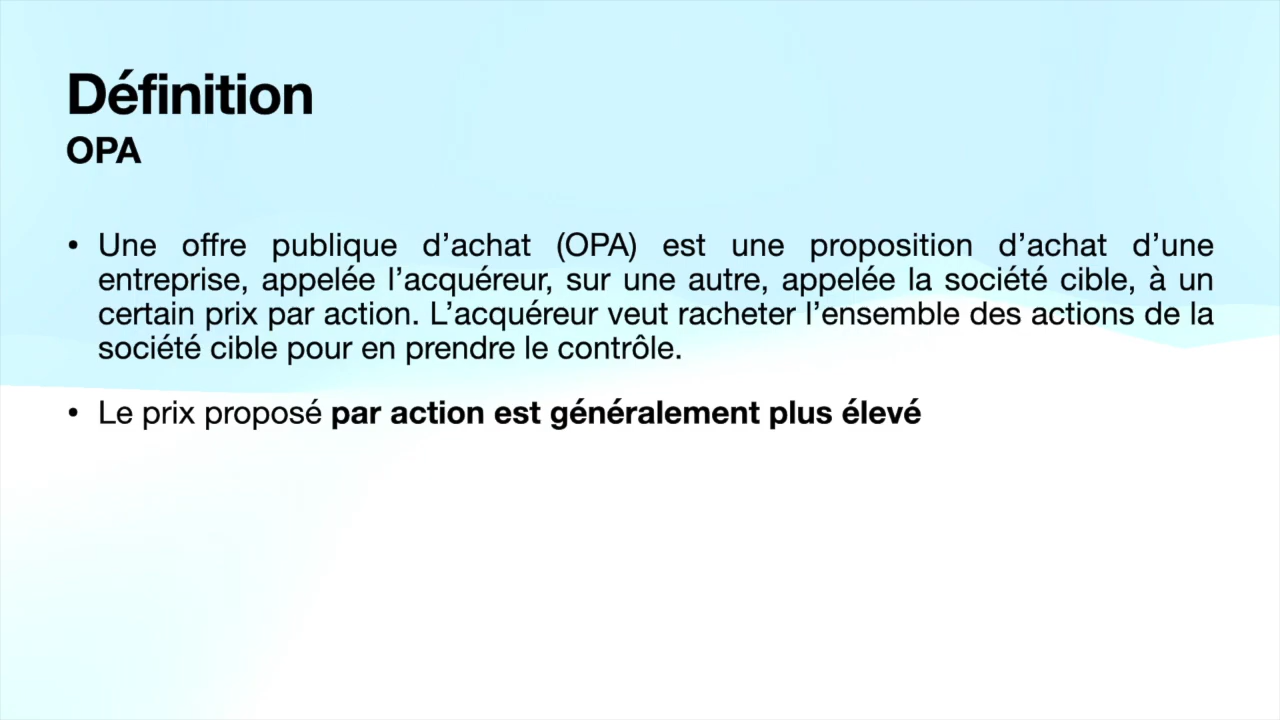 Définition
OPA
• Une offre publique d’achat (OPA) est une proposition d’achat d’une
entreprise, appelée l’acquéreur, sur une autre, appelée la société cible, à un
certain prix par action. L’acquéreur veut racheter l’ensemble des actions de la
société cible pour en prendre le contrôle.
• Le prix proposé par action est généralement plus élevé